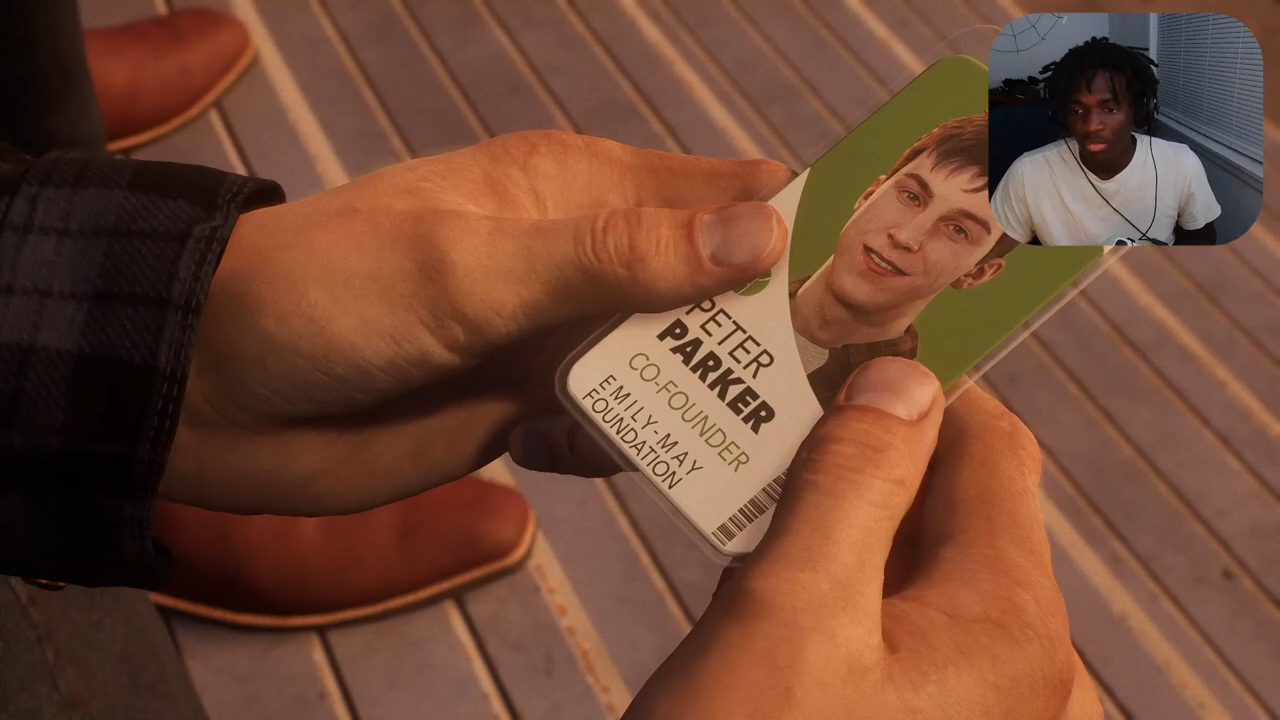 PETER
PARKER
CO-FOUNDER
EMILY-MAY
FOUNDATION